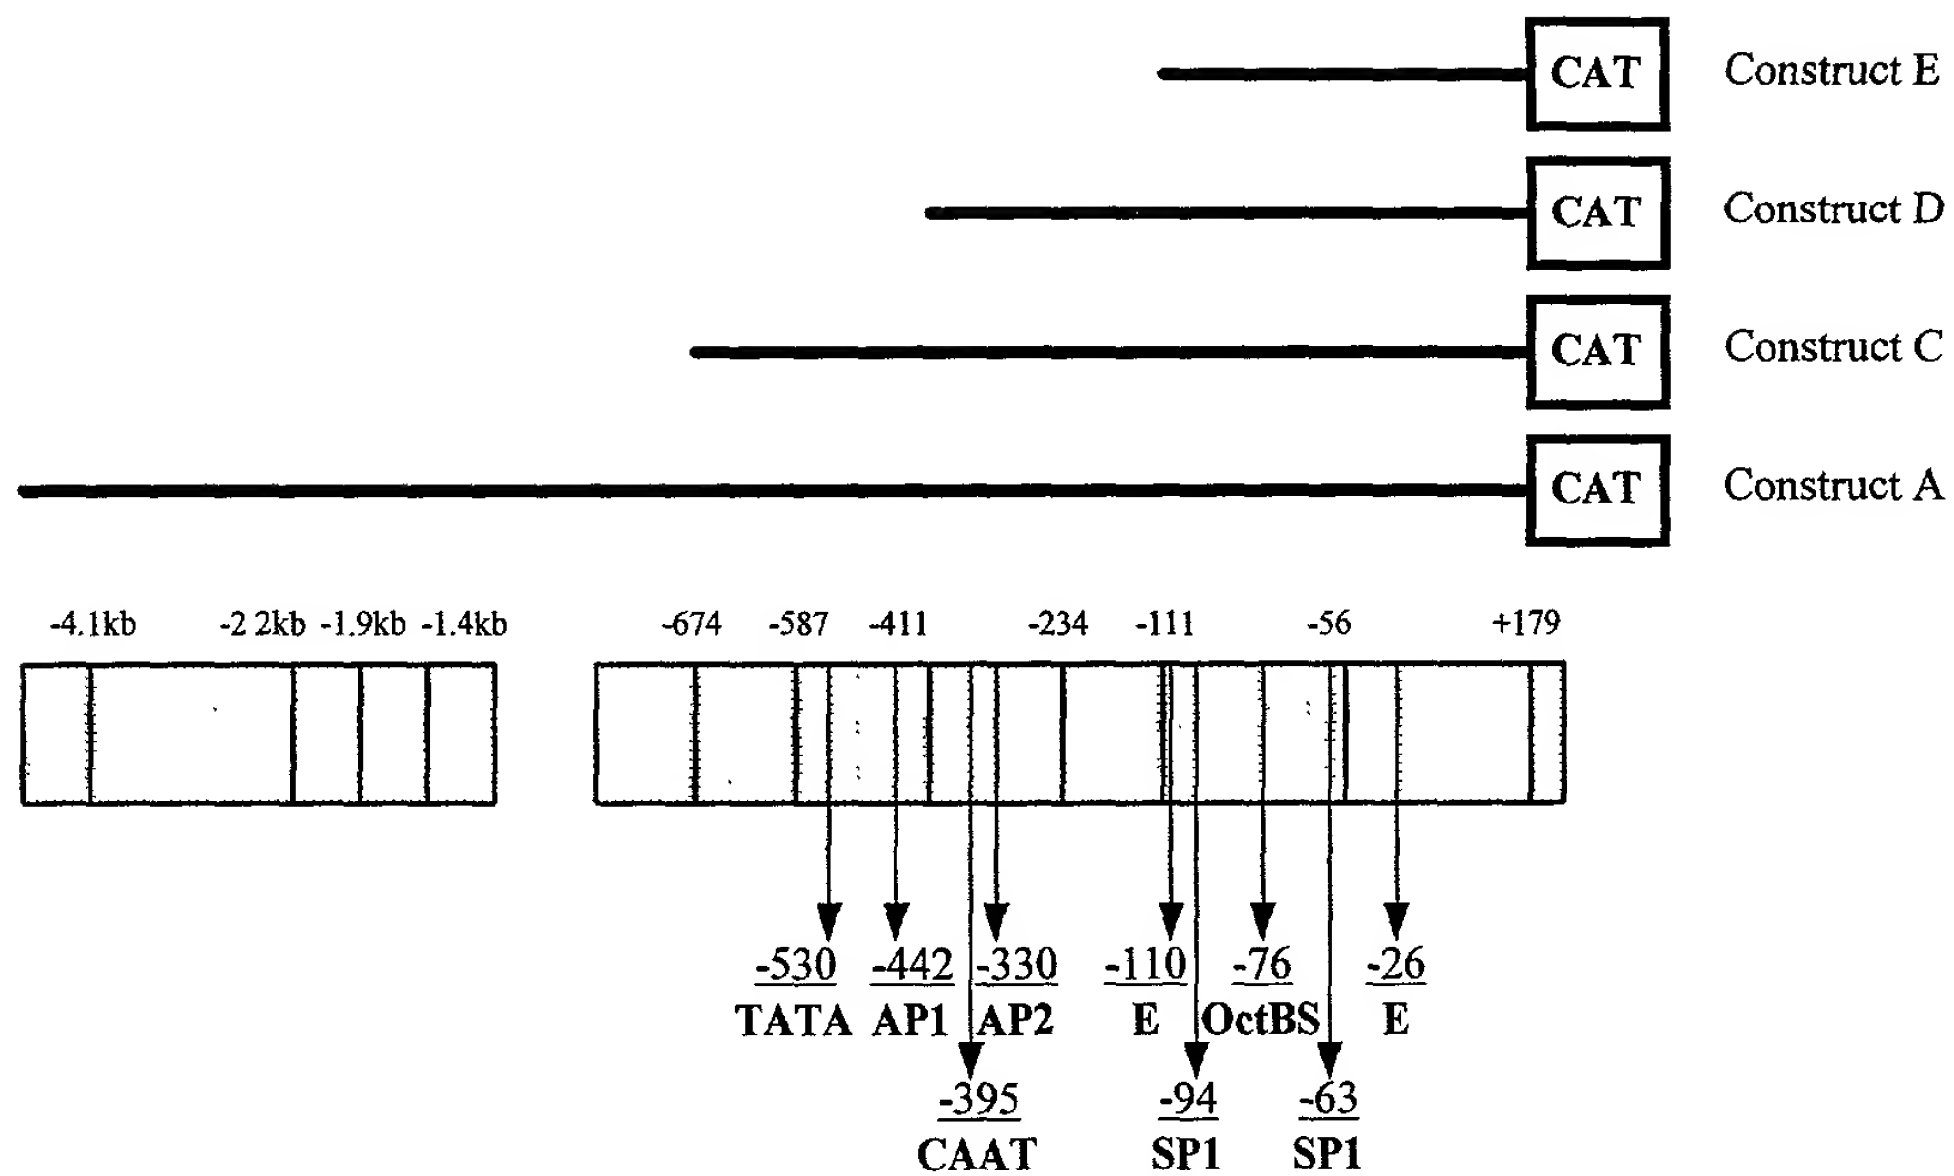 CAT Construct E
CAT Construct D
CAT Construct C
CAT Construct A
-4.1kb -2 2kb -1.9kb -1.4kb -674 -587 -411 -234 -111 -56 +179
-530 -442 -330 -110 -76 -26
TATA AP1 AP2 E OctBS E
-395 -94 -63
CAAT SP1 SP1